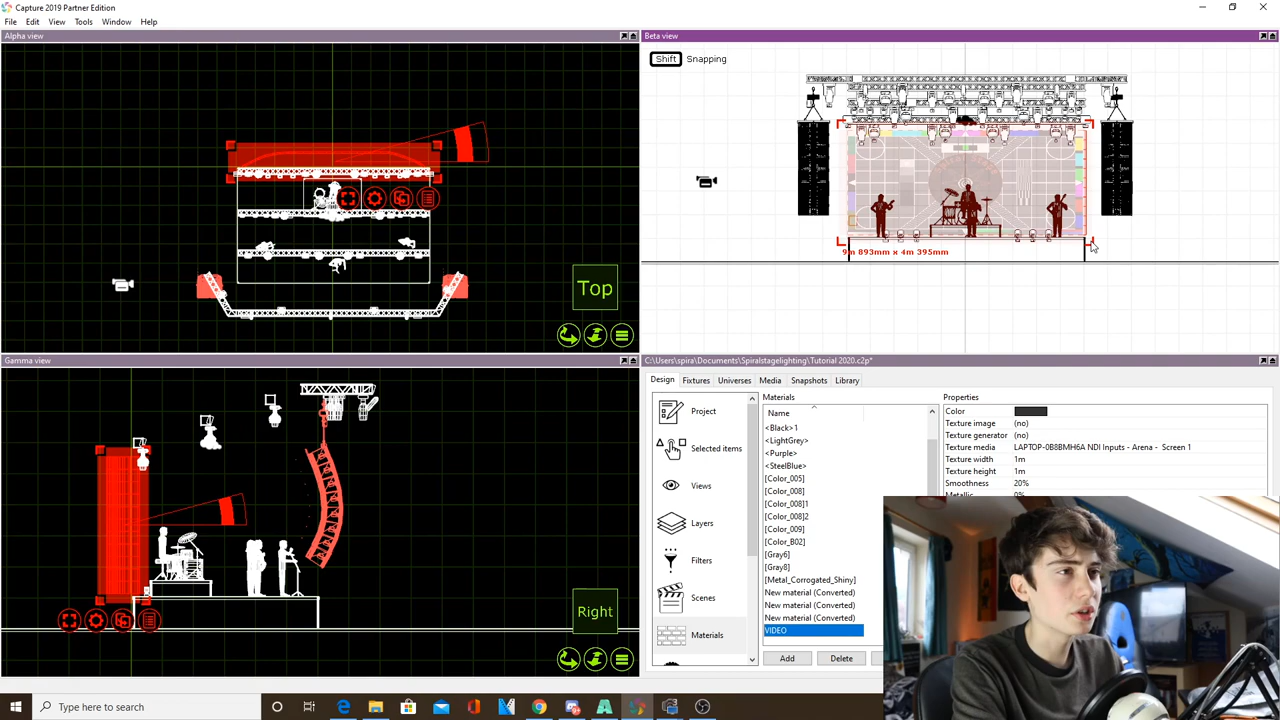 Capture 2019 Partner Edition
File Edit View Tools Window Help
Alpha view
Beta view
Shift Snapping
9m 893mm x 4m 395mm
Top
Gamma view
Right
C:\Users\spira\Documents\Spiralstagelighting\Tutorial 2020.c2p*
Design Fixtures Universes Media Snapshots Library
Project
Selected items
Views
Layers
Filters
Scenes
Materials
Materials
Name
<Black>1
<LightGrey>
<Purple>
<SteelBlue>
[Color_005]
[Color_008]
[Color_008]1
[Color_008]2
[Color_009]
[Color_B02]
[Gray6]
[Gray8]
[Metal_Corrogated_Shiny]
New material (Converted)
New material (Converted)
New material (Converted)
VIDEO
Add Delete
Properties
Color
Texture image (no)
Texture generator (no)
Texture media LAPTOP-0B8BMH6A NDI Inputs - Arena - Screen 1
Texture width 1m
Texture height 1m
Smoothness 20%
Metallic 0%
Type here to search